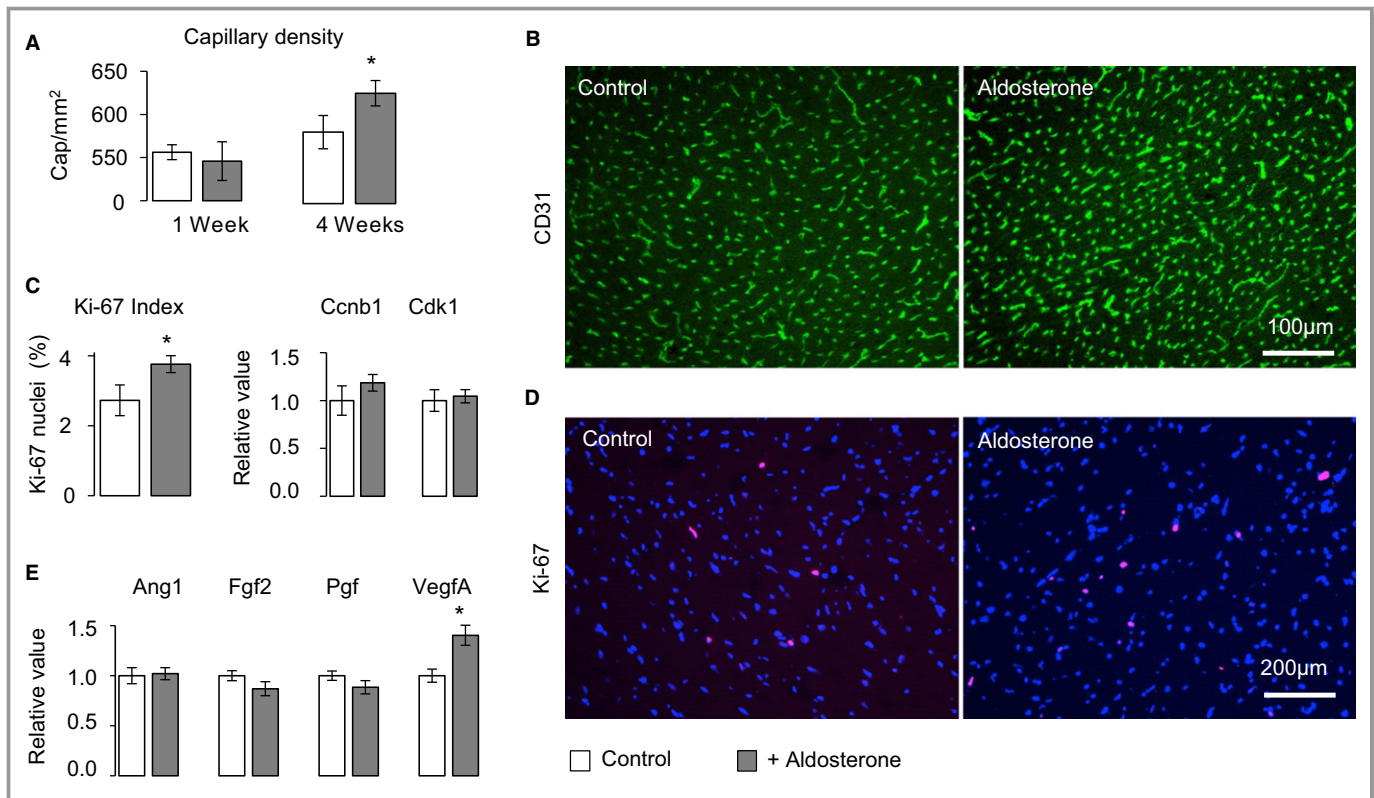 A
Capillary density
650
600
550
0
Cap/mm²
*
1 Week
4 Weeks
B
Control
Aldosterone
CD31
100µm
C
Ki-67 Index
*
4
2
0
Ki-67 nuclei (%)
Ccnb1
Cdk1
1.5
1.0
0.5
0.0
Relative value
D
Control
Aldosterone
Ki-67
200µm
E
Ang1
Fgf2
Pgf
VegfA
*
1.5
1.0
0.5
0.0
Relative value
Control
+ Aldosterone